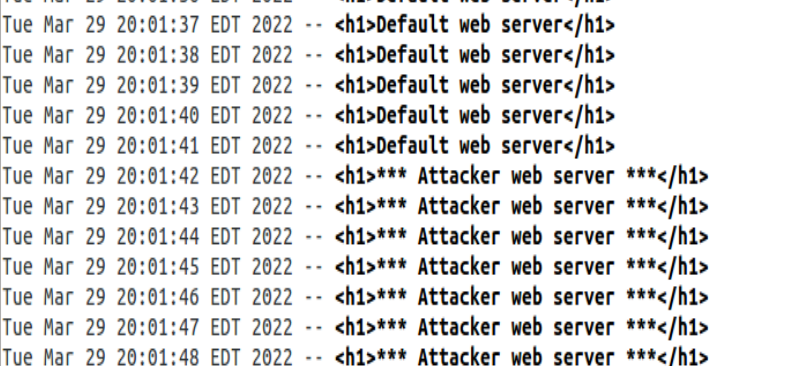 Tue Mar 29 20:01:37 EDT 2022 -- <h1>Default web server</h1>
Tue Mar 29 20:01:38 EDT 2022 -- <h1>Default web server</h1>
Tue Mar 29 20:01:39 EDT 2022 -- <h1>Default web server</h1>
Tue Mar 29 20:01:40 EDT 2022 -- <h1>Default web server</h1>
Tue Mar 29 20:01:41 EDT 2022 -- <h1>Default web server</h1>
Tue Mar 29 20:01:42 EDT 2022 -- <h1>*** Attacker web server ***</h1>
Tue Mar 29 20:01:43 EDT 2022 -- <h1>*** Attacker web server ***</h1>
Tue Mar 29 20:01:44 EDT 2022 -- <h1>*** Attacker web server ***</h1>
Tue Mar 29 20:01:45 EDT 2022 -- <h1>*** Attacker web server ***</h1>
Tue Mar 29 20:01:46 EDT 2022 -- <h1>*** Attacker web server ***</h1>
Tue Mar 29 20:01:47 EDT 2022 -- <h1>*** Attacker web server ***</h1>
Tue Mar 29 20:01:48 EDT 2022 -- <h1>*** Attacker web server ***</h1>